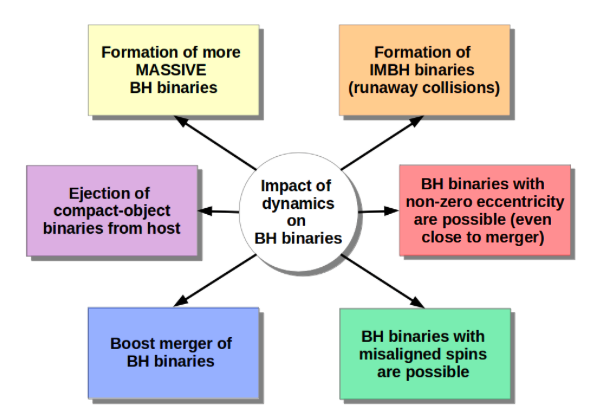 Formation of more
MASSIVE
BH binaries
Formation of
IMBH binaries
(runaway collisions)
Ejection of
compact-object
binaries from host
Impact of
dynamics
on
BH binaries
BH binaries with
non-zero eccentricity
are possible (even
close to merger)
Boost merger of
BH binaries
BH binaries with
misaligned spins
are possible